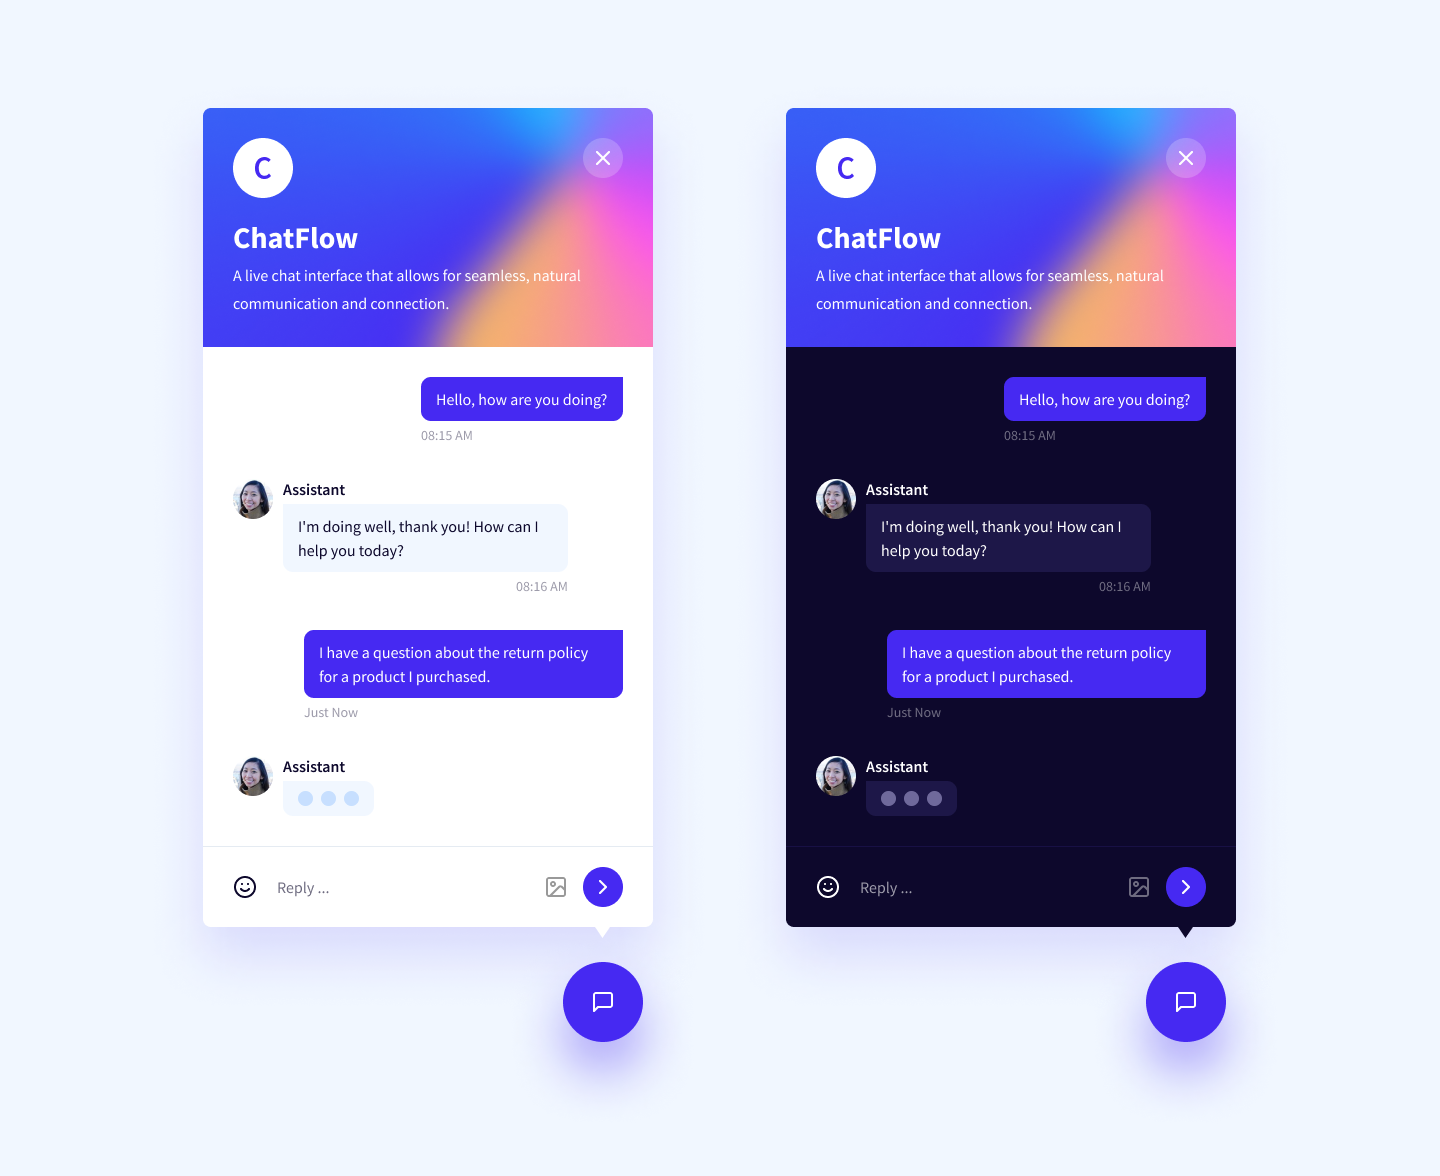 C
ChatFlow
A live chat interface that allows for seamless, natural
communication and connection.
Hello, how are you doing?
08:15 AM
Assistant
I'm doing well, thank you! How can I
help you today?
08:16 AM
I have a question about the return policy
for a product I purchased.
Just Now
Assistant
Reply ...
C
ChatFlow
A live chat interface that allows for seamless, natural
communication and connection.
Hello, how are you doing?
08:15 AM
Assistant
I'm doing well, thank you! How can I
help you today?
08:16 AM
I have a question about the return policy
for a product I purchased.
Just Now
Assistant
Reply ...